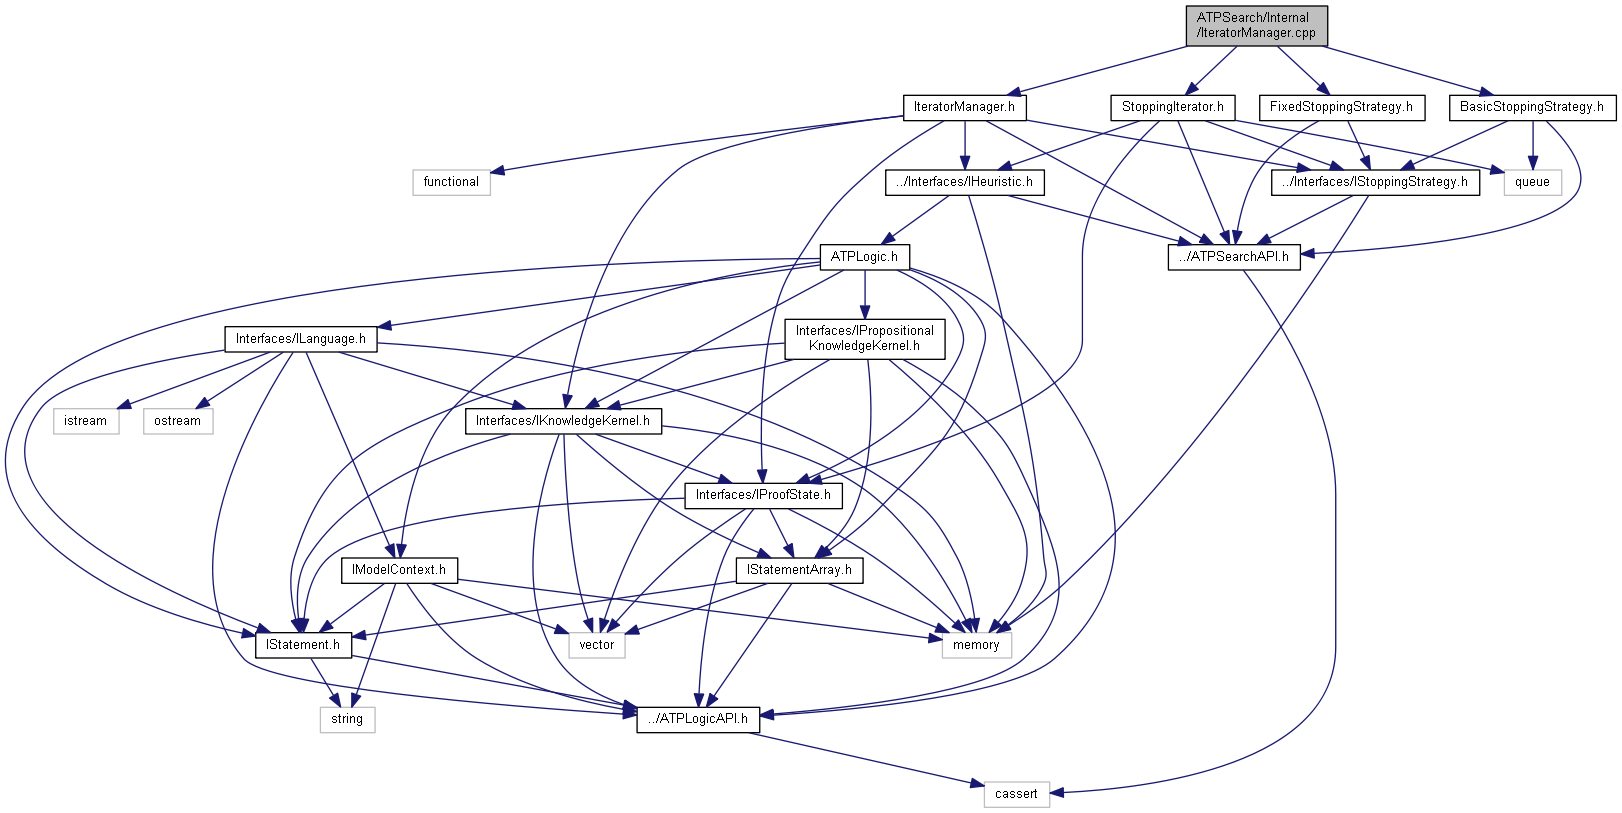 ATPSearch/Internal
/IteratorManager.cpp
IteratorManager.h
StoppingIterator.h
FixedStoppingStrategy.h
BasicStoppingStrategy.h
functional
../Interfaces/IHeuristic.h
../Interfaces/IStoppingStrategy.h
queue
ATPLogic.h
../ATPSearchAPI.h
Interfaces/ILanguage.h
Interfaces/IPropositional
KnowledgeKernel.h
istream
ostream
Interfaces/IKnowledgeKernel.h
Interfaces/IProofState.h
IModelContext.h
IStatementArray.h
IStatement.h
vector
memory
string
../ATPLogicAPI.h
cassert